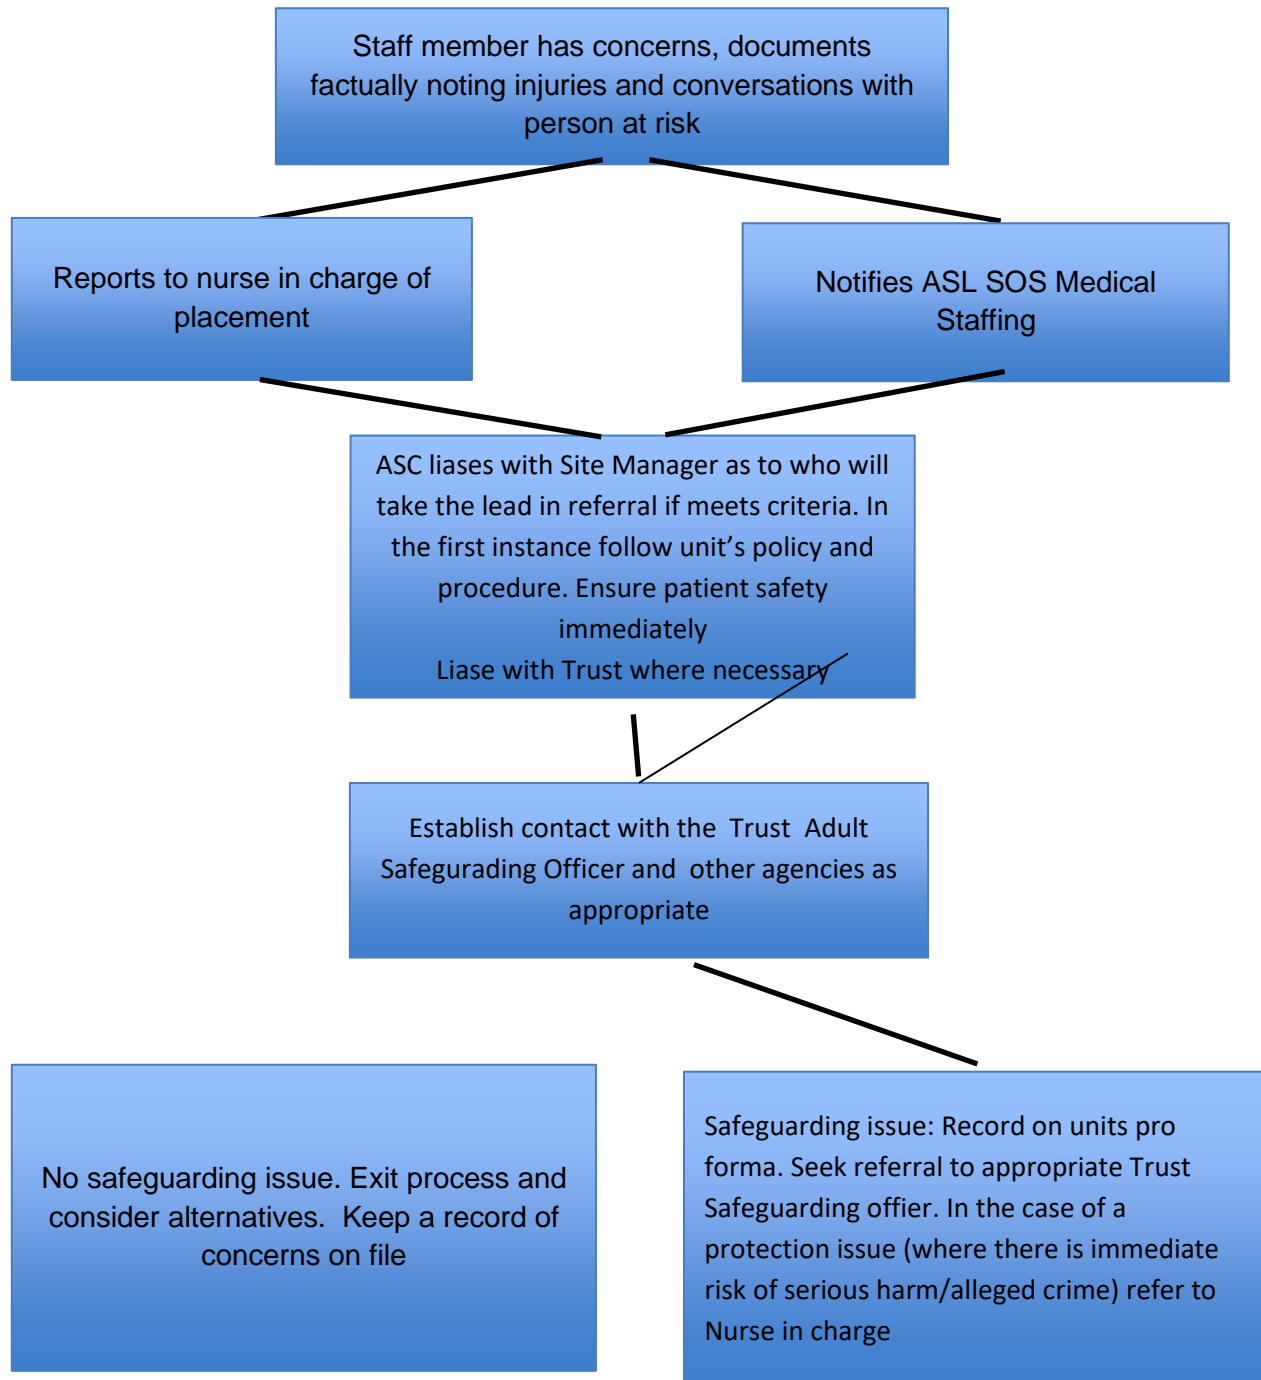 Staff member has concerns, documents
factually noting injuries and conversations with
person at risk
Reports to nurse in charge of
placement
Notifies ASL SOS Medical
Staffing
ASC liases with Site Manager as to who will
take the lead in referral if meets criteria. In
the first instance follow unit’s policy and
procedure. Ensure patient safety
immediately
Liase with Trust where necessary
Establish contact with the Trust Adult
Safegurading Officer and other agencies as
appropriate
No safeguarding issue. Exit process and
consider alternatives. Keep a record of
concerns on file
Safeguarding issue: Record on units pro
forma. Seek referral to appropriate Trust
Safeguarding offier. In the case of a
protection issue (where there is immediate
risk of serious harm/alleged crime) refer to
Nurse in charge